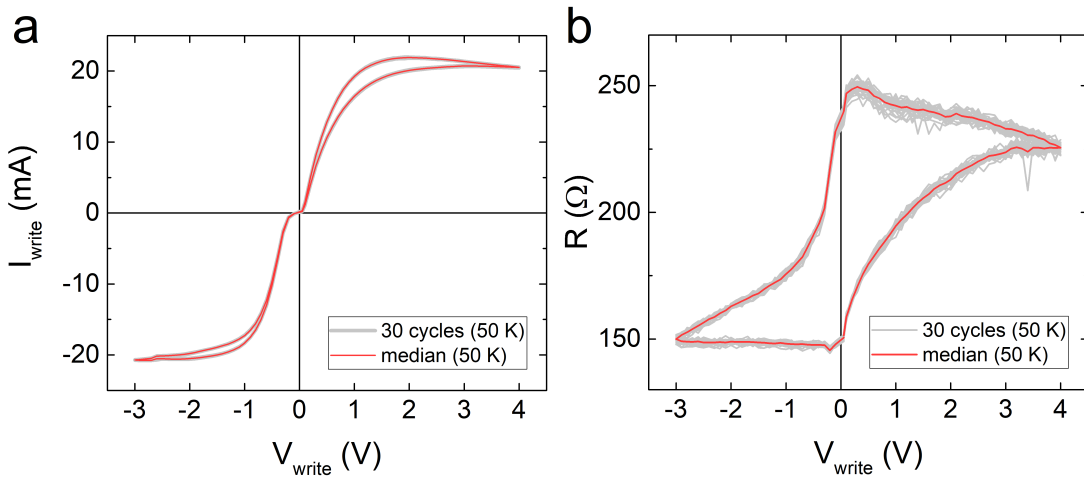 a
I_write (mA)
20
10
0
-10
-20
-3 -2 -1 0 1 2 3 4
V_write (V)
30 cycles (50 K)
median (50 K)
b
R (Ω)
250
200
150
-3 -2 -1 0 1 2 3 4
V_write (V)
30 cycles (50 K)
median (50 K)